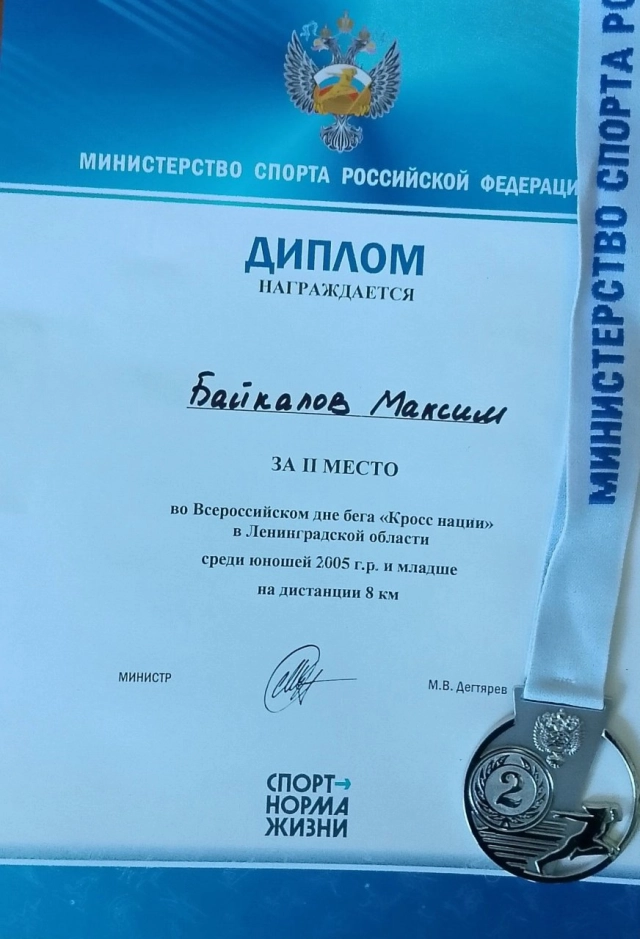 МИНИСТЕРСТВО СПОРТА РОССИЙСКОЙ ФЕДЕРАЦИ
ДИПЛОМ
НАГРАЖДАЕТСЯ
Байкалов Максим
ЗА II МЕСТО
во Всероссийском дне бега «Кросс нации»
в Ленинградской области
среди юношей 2005 г.р. и младше
на дистанции 8 км
МИНИСТР
М.В. Дегтярев
СПОРТ→
НОРМА
ЖИЗНИ
МИНИСТЕРСТВО СПОРТА РО
2